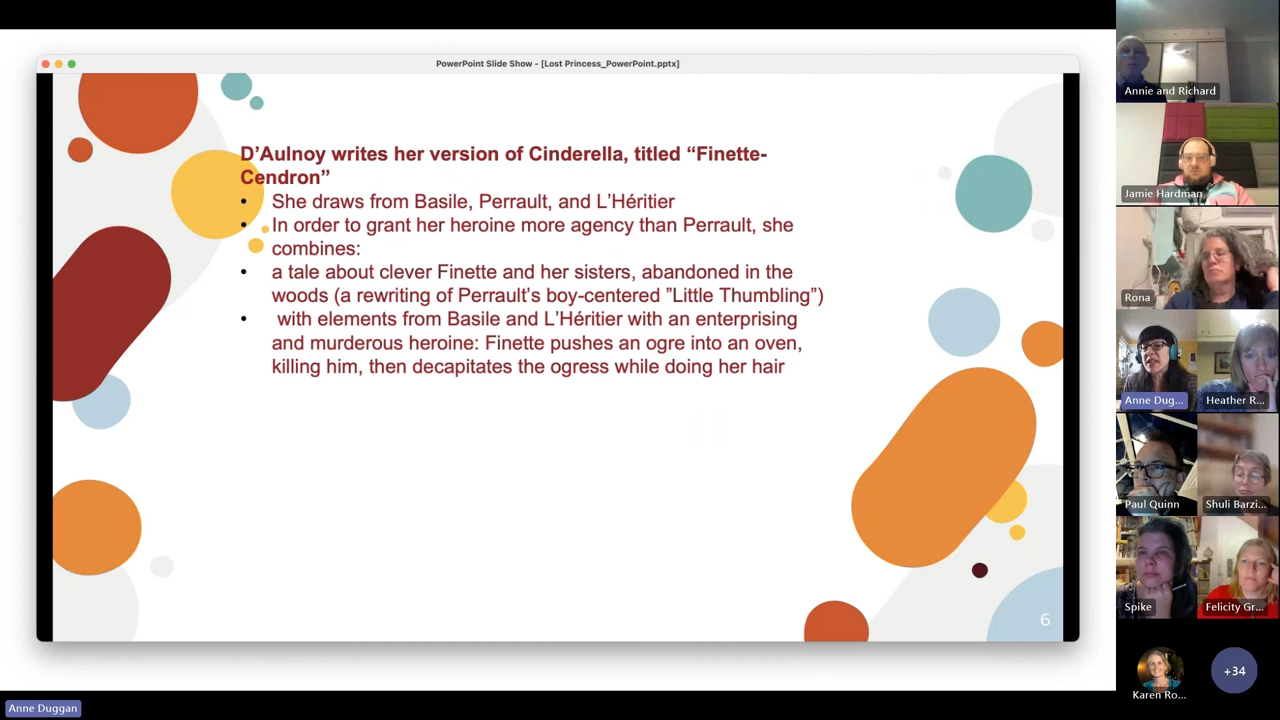 PowerPoint Slide Show - [Lost Princess_PowerPoint.pptx]
D’Aulnoy writes her version of Cinderella, titled “Finette-
Cendron”
• She draws from Basile, Perrault, and L’Héritier
• In order to grant her heroine more agency than Perrault, she
combines:
• a tale about clever Finette and her sisters, abandoned in the
woods (a rewriting of Perrault’s boy-centered ”Little Thumbling”)
• with elements from Basile and L’Héritier with an enterprising
and murderous heroine: Finette pushes an ogre into an oven,
killing him, then decapitates the ogress while doing her hair
6
Annie and Richard
Jamie Hardman
Rona
Anne Dug...
Heather R...
Paul Quinn
Shuli Barzi...
Spike
Felicity Gr...
Karen Ro...
+34
Anne Duggan